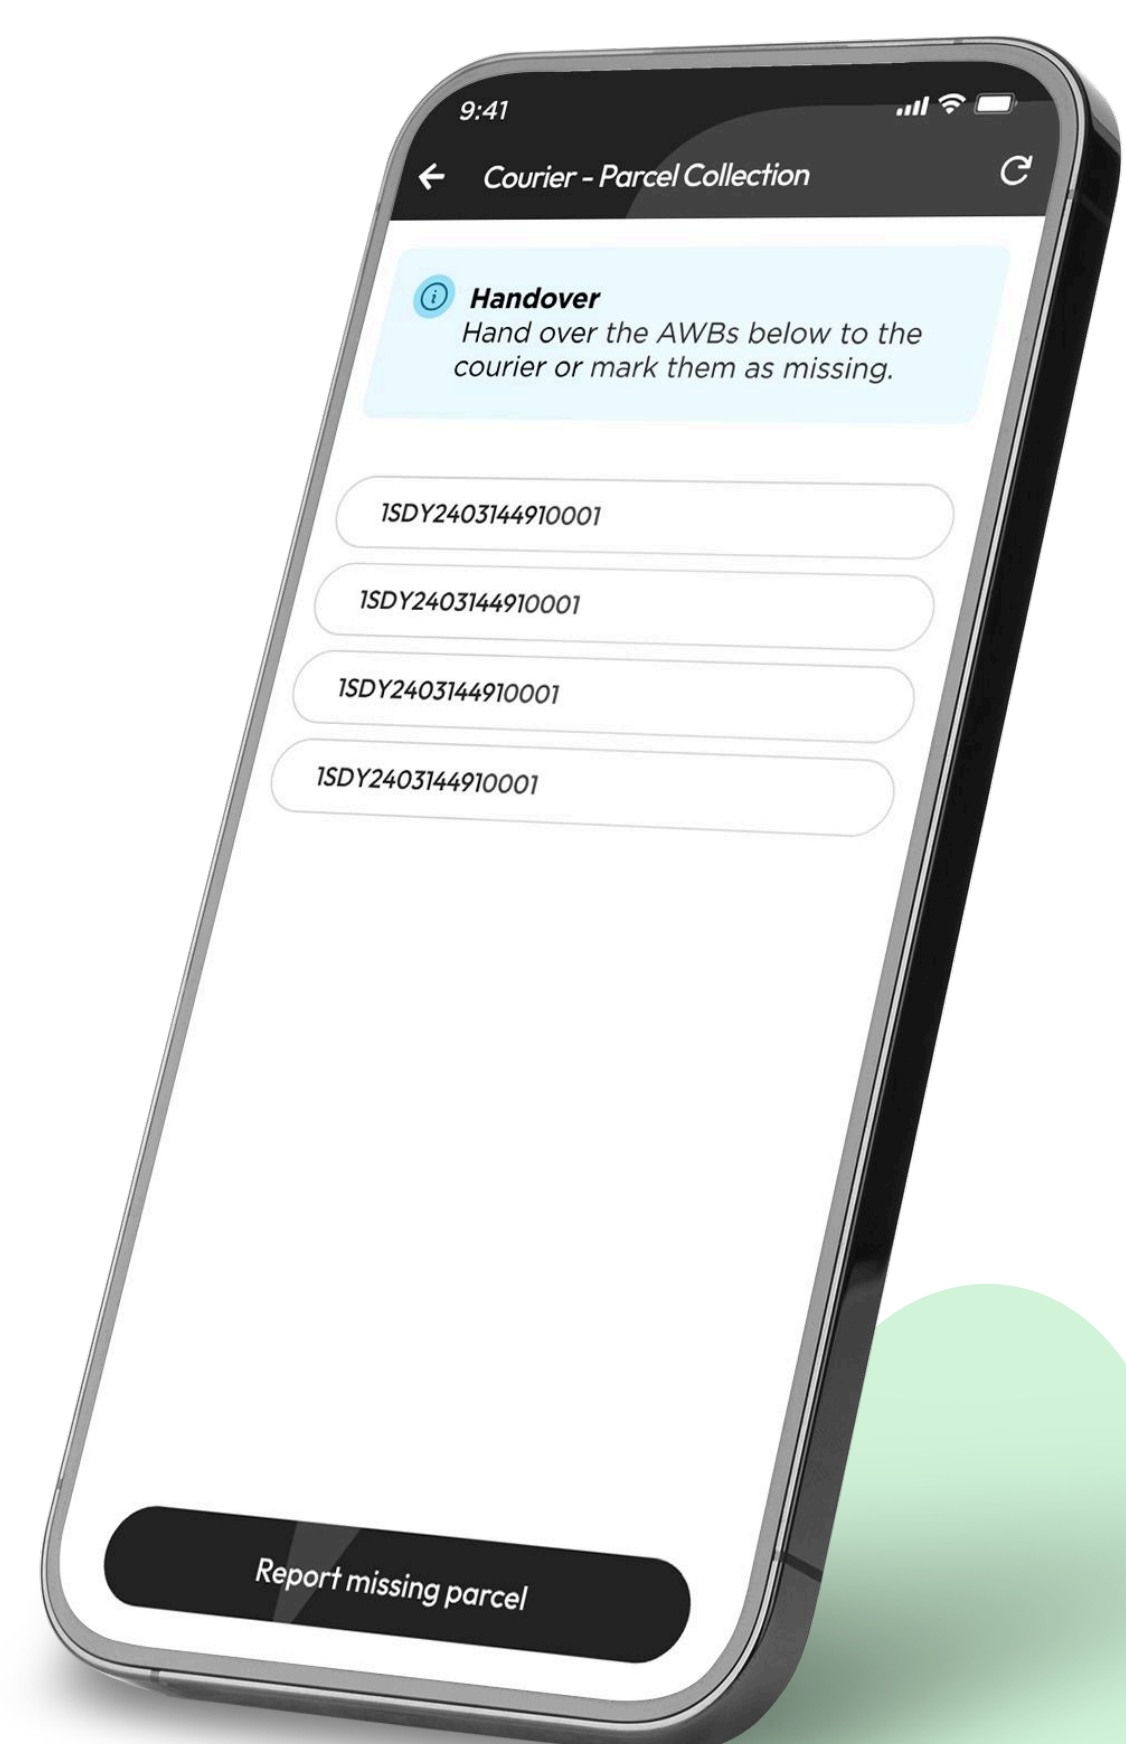 9:41
Courier - Parcel Collection
Handover
Hand over the AWBs below to the
courier or mark them as missing.
1SDY2403144910001
1SDY2403144910001
1SDY2403144910001
1SDY2403144910001
Report missing parcel